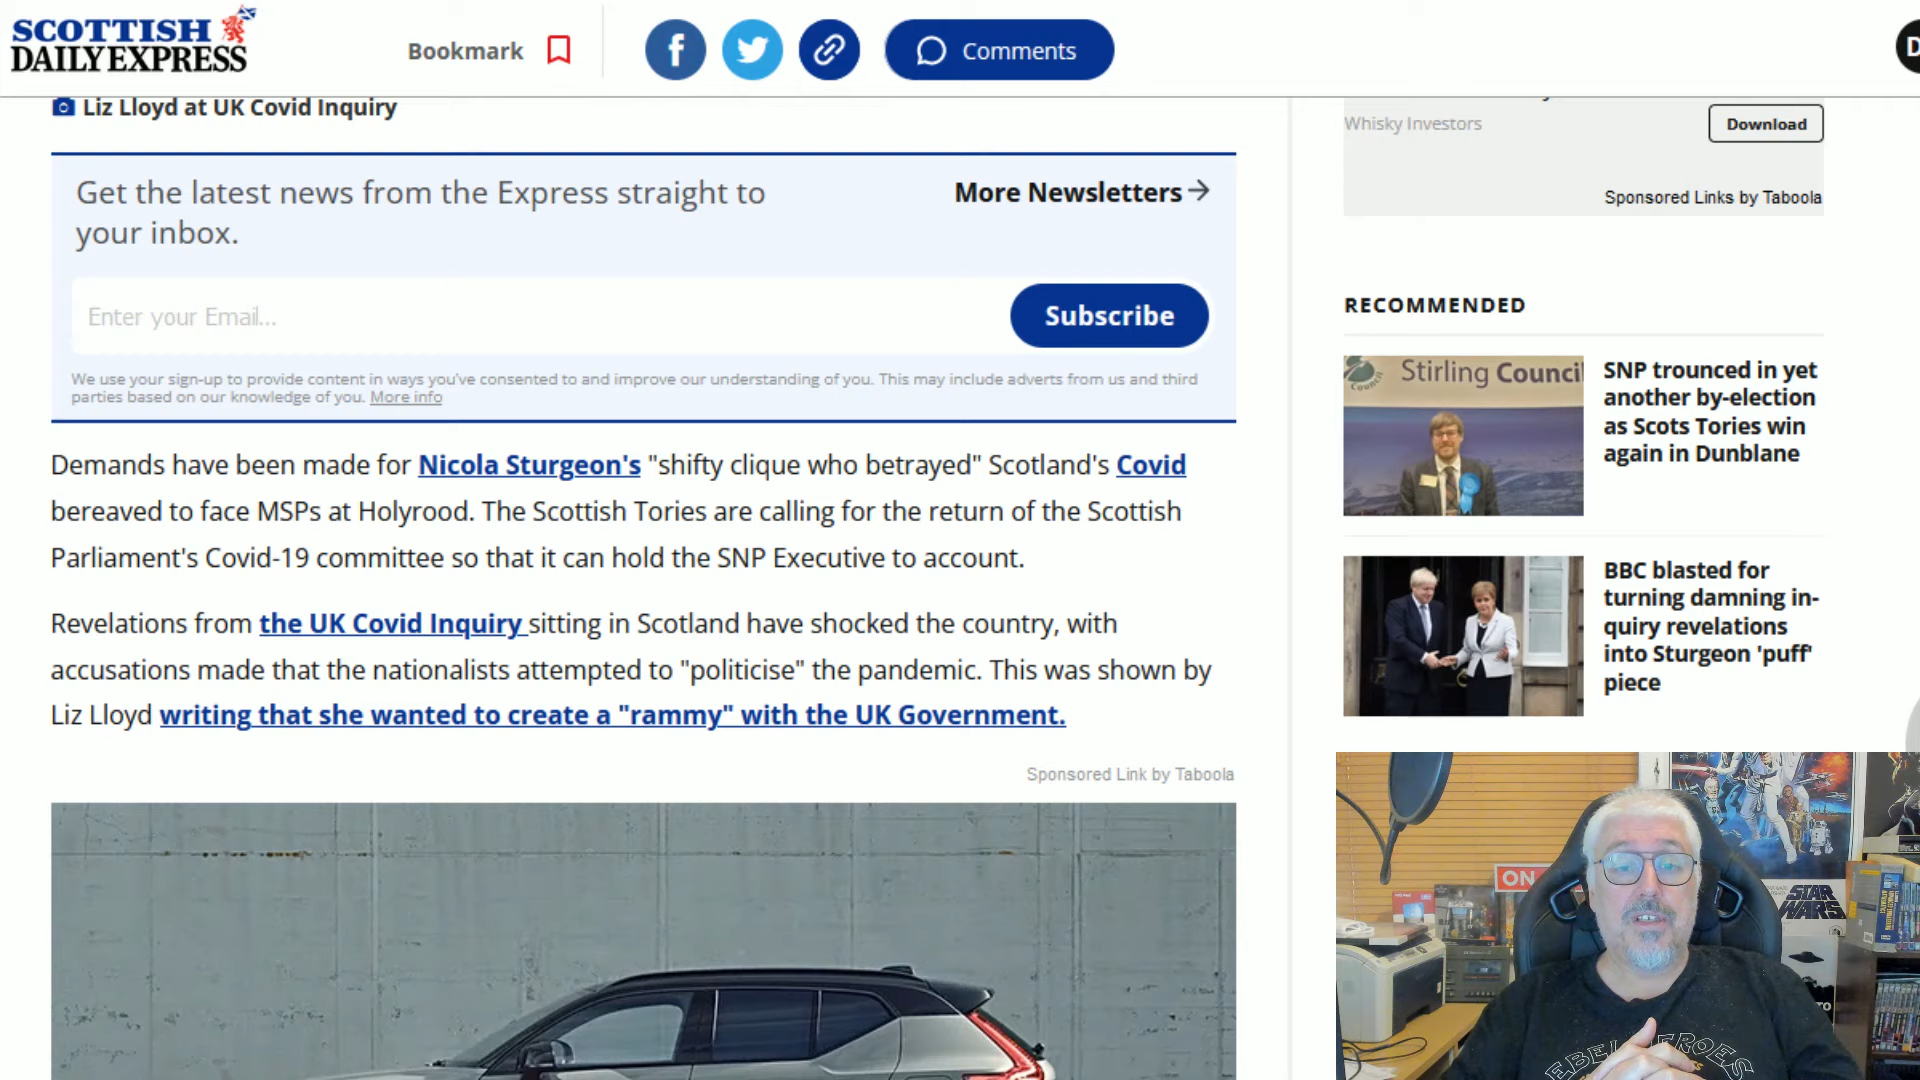 SCOTTISH
DAILY EXPRESS
Bookmark
f
Comments
D
Liz Lloyd at UK Covid Inquiry
Get the latest news from the Express straight to
your inbox.
More Newsletters
Enter your Email...
Subscribe
We use your sign-up to provide content in ways you've consented to and improve our understanding of you. This may include adverts from us and third
parties based on our knowledge of you. More info
Demands have been made for Nicola Sturgeon's "shifty clique who betrayed" Scotland's Covid
bereaved to face MSPs at Holyrood. The Scottish Tories are calling for the return of the Scottish
Parliament's Covid-19 committee so that it can hold the SNP Executive to account.
Revelations from the UK Covid Inquiry sitting in Scotland have shocked the country, with
accusations made that the nationalists attempted to "politicise" the pandemic. This was shown by
Liz Lloyd writing that she wanted to create a "rammy" with the UK Government.
Sponsored Link by Taboola
Whisky Investors
Download
Sponsored Links by Taboola
RECOMMENDED
Council
Stirling Council
SNP trounced in yet
another by-election
as Scots Tories win
again in Dunblane
BBC blasted for
turning damning in-
quiry revelations
into Sturgeon 'puff'
piece
ON
STAR
WARS